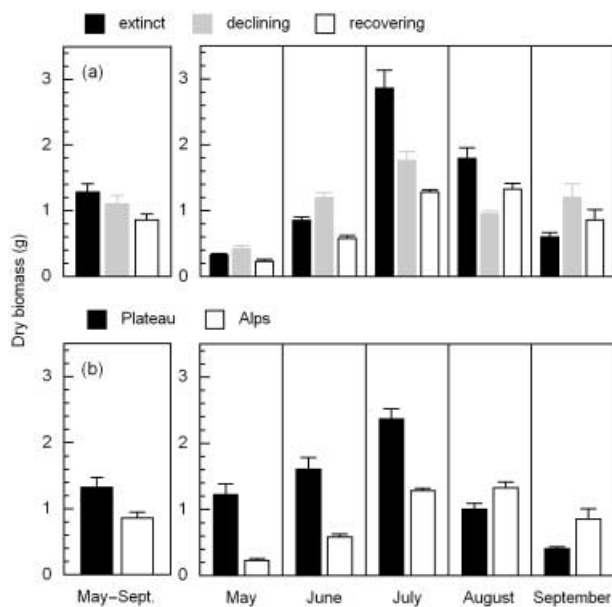 extinct declining recovering
(a)
3
2
1
0
3
2
1
0
Dry biomass (g)
Plateau Alps
(b)
3
2
1
0
3
2
1
0
May–Sept. May June July August September